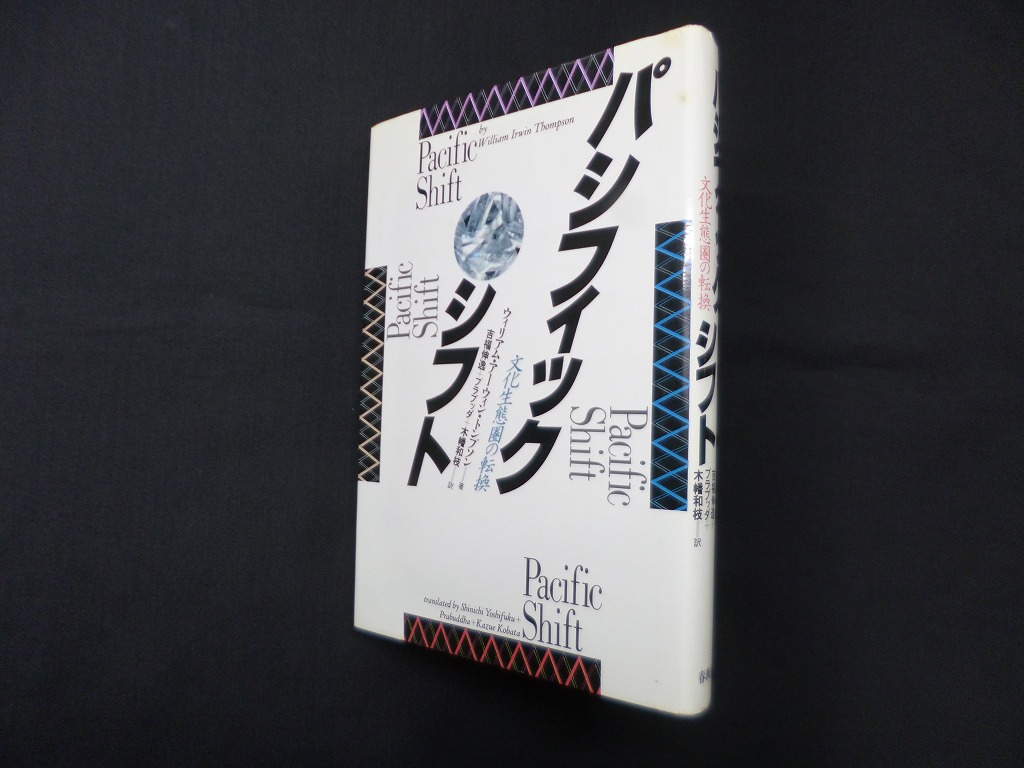 パシフィック
シフト
Pacific
Shift
by
William Irwin Thompson
Pacific
Shift
文化生態圏の転換
ウィリアム・アーウィン・トンプソン―著
吉福伸逸+プラブッダ+木幡和枝―訳
Pacific
Shift
Pacific
Shift
translated by Shinichi Yoshifuku+
Prabuddha+Kazue Kobata
文化生態圏の転換
シフト
プラブッダ+
木幡和枝―訳